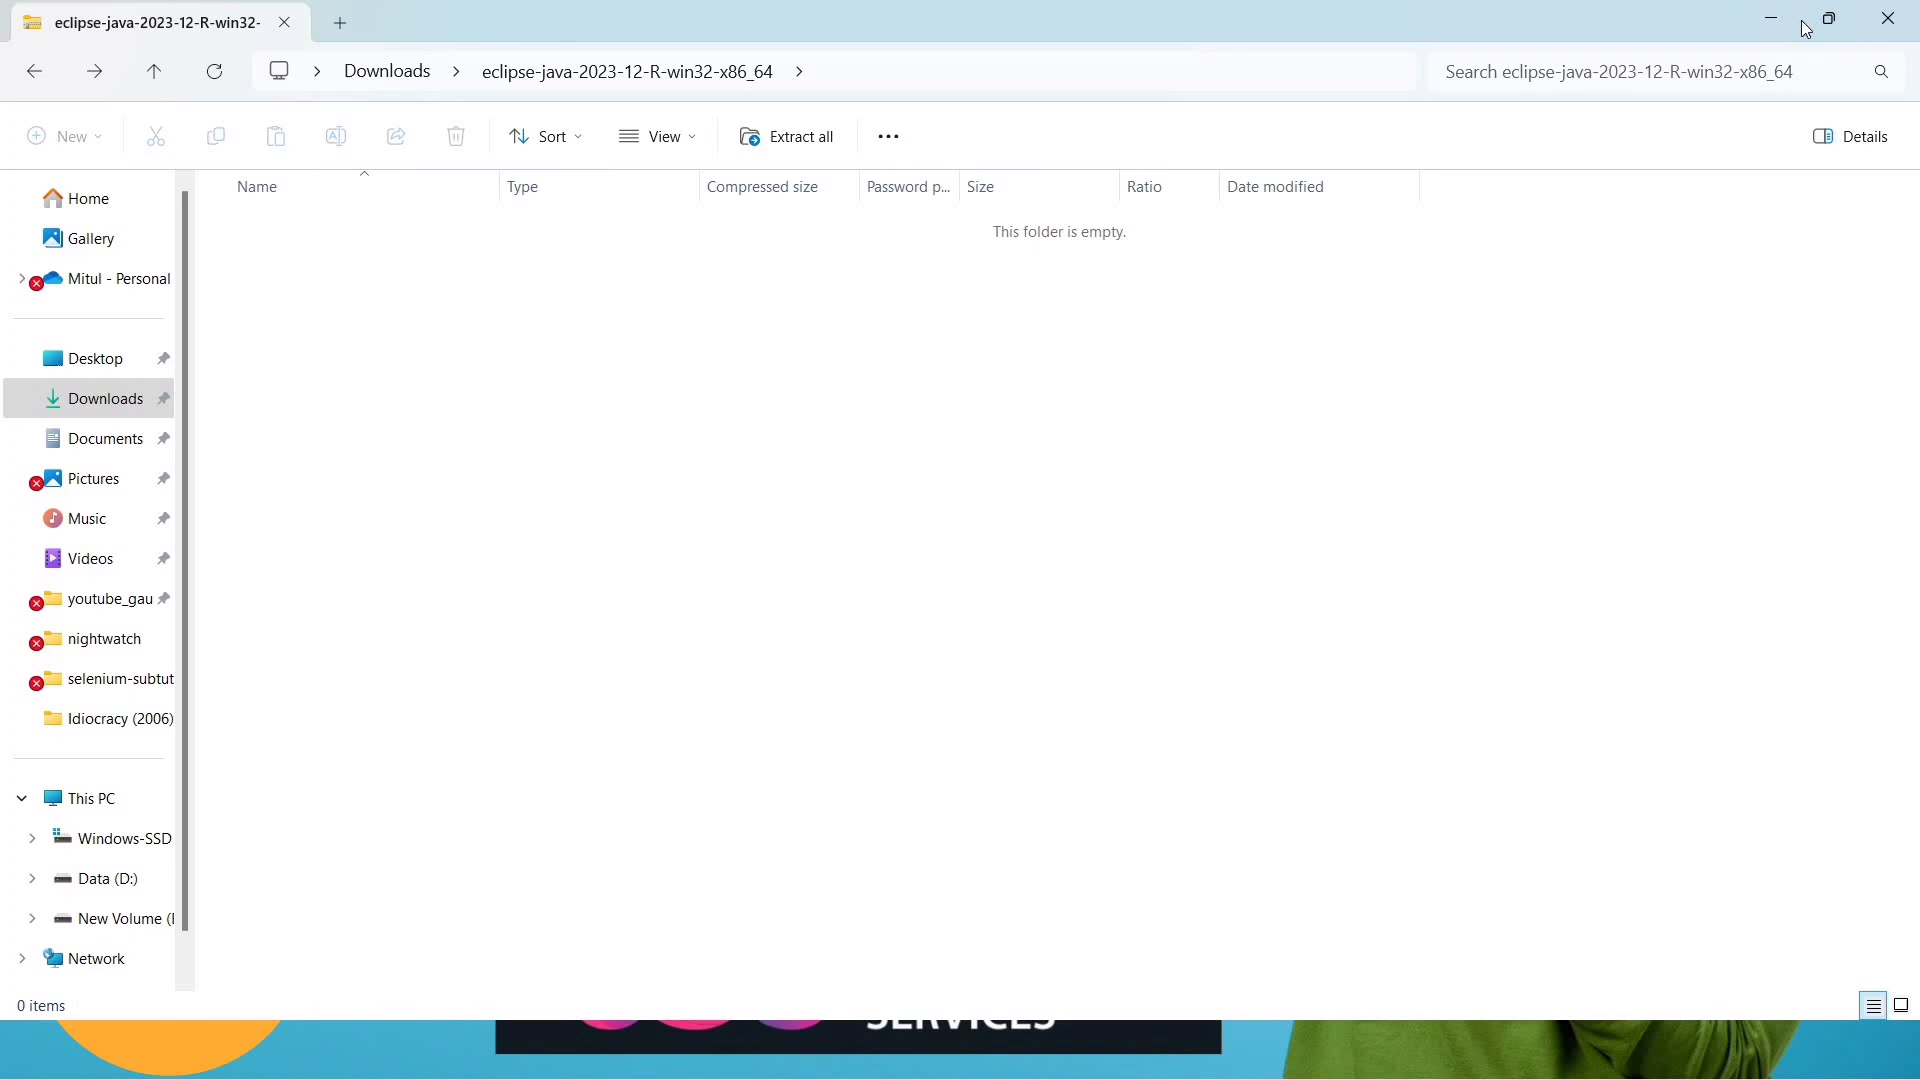 eclipse-java-2023-12-R-win32-
Downloads
eclipse-java-2023-12-R-win32-x86_64
Search eclipse-java-2023-12-R-win32-x86_64
New
Sort
View
Extract all
Details
Name
Type
Compressed size
Password p...
Size
Ratio
Date modified
This folder is empty.
Home
Gallery
Mitul - Personal
Desktop
Downloads
Documents
Pictures
Music
Videos
youtube_gau
nightwatch
selenium-subtut
Idiocracy (2006)
This PC
Windows-SSD
Data (D:)
New Volume (
Network
0 items
SERVICES